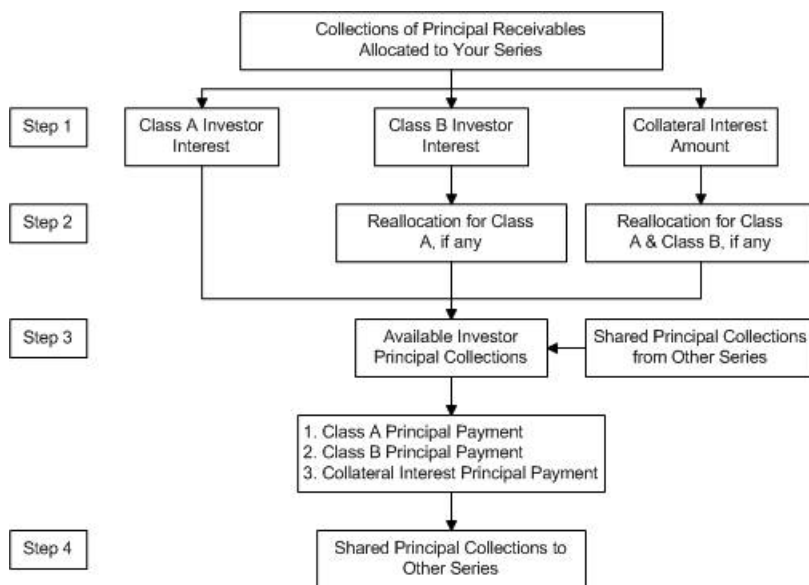 Collections of Principal Receivables
Allocated to Your Series
Step 1
Class A Investor
Interest
Class B Investor
Interest
Collateral Interest
Amount
Step 2
Reallocation for Class
A, if any
Reallocation for Class
A & Class B, if any
Step 3
Available Investor
Principal Collections
Shared Principal Collections
from Other Series
1. Class A Principal Payment
2. Class B Principal Payment
3. Collateral Interest Principal Payment
Step 4
Shared Principal Collections to
Other Series